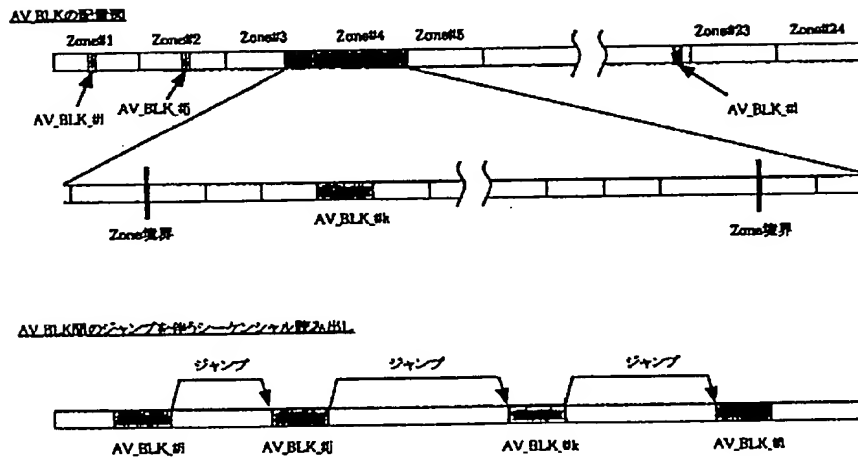 AV_BLKの配置図
Zone#1 Zone#2 Zone#3 Zone#4 Zone#5 Zone#23 Zone#24
AV_BLK_#i AV_BLK_#j AV_BLK_#l
AV_BLK_#k
Zone境界 Zone境界
AV_BLK間のジャンプを伴うシーケンシャル読み出し
ジャンプ ジャンプ ジャンプ
AV_BLK_#i AV_BLK_#j AV_BLK_#k AV_BLK_#l